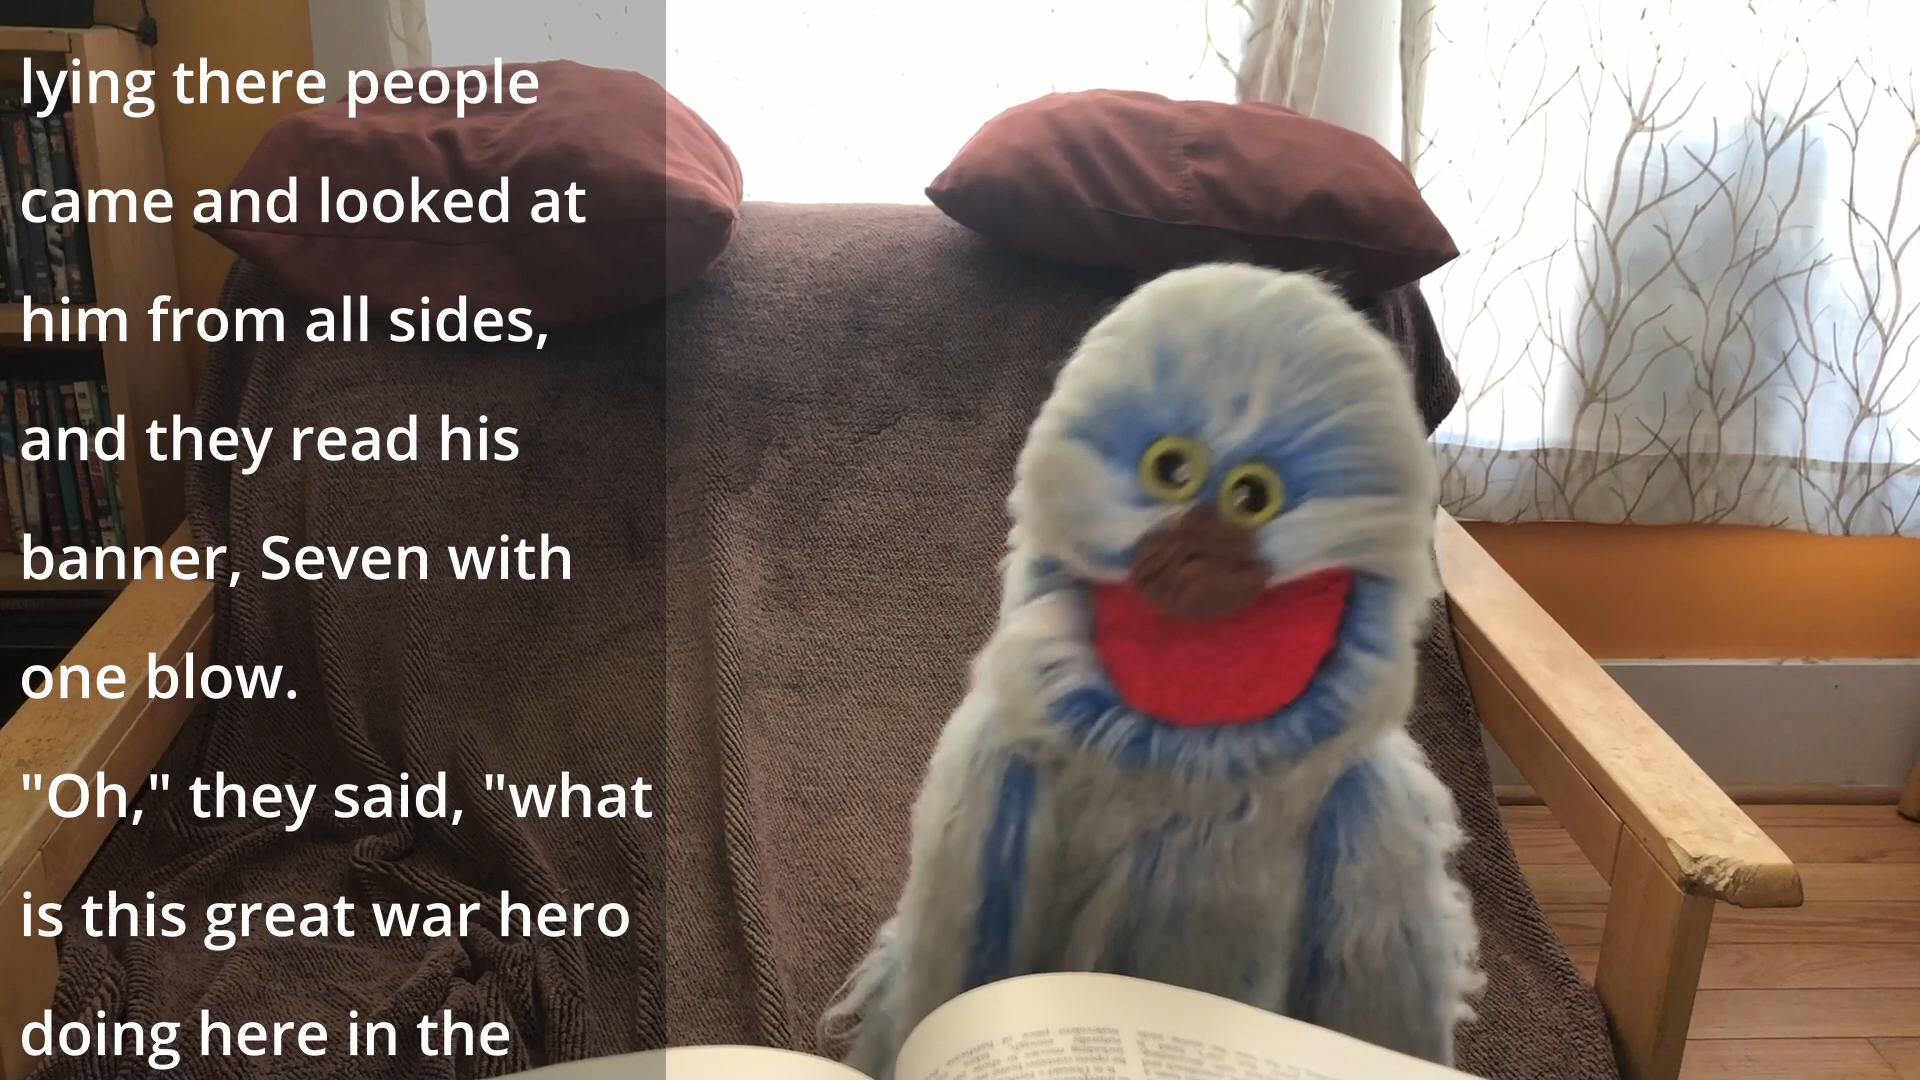 lying there people
came and looked at
him from all sides,
and they read his
banner, Seven with
one blow.
"Oh," they said, "what
is this great war hero
doing here in the